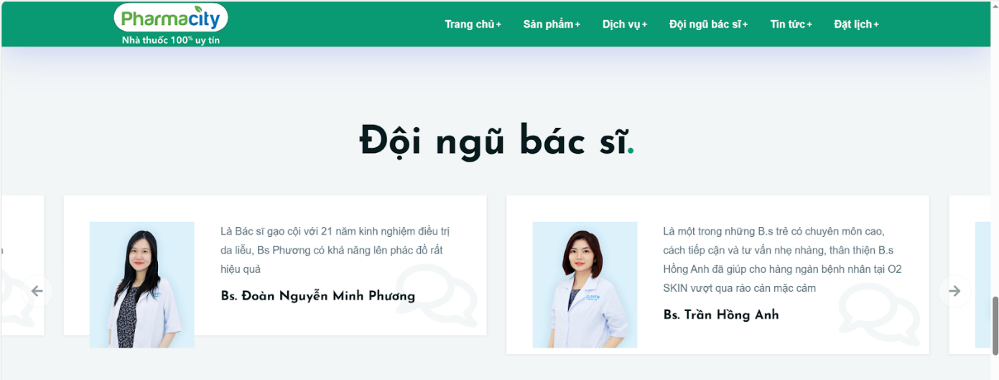 Pharmacity
Nhà thuốc 100% uy tín
Trang chủ + Sản phẩm + Dịch vụ + Đội ngũ bác sĩ + Tin tức + Đặt lịch +
Đội ngũ bác sĩ.
Là Bác sĩ gạo cội với 21 năm kinh nghiệm điều trị
da liễu, Bs Phương có khả năng lên phác đồ rất
hiệu quả
Bs. Đoàn Nguyễn Minh Phương
Là một trong những B.s trẻ có chuyên môn cao,
cách tiếp cận và tư vấn nhẹ nhàng, thân thiện B.s
Hồng Anh đã giúp cho hàng ngàn bệnh nhân tại O2
SKIN vượt qua rào cản mặc cảm
Bs. Trần Hồng Anh